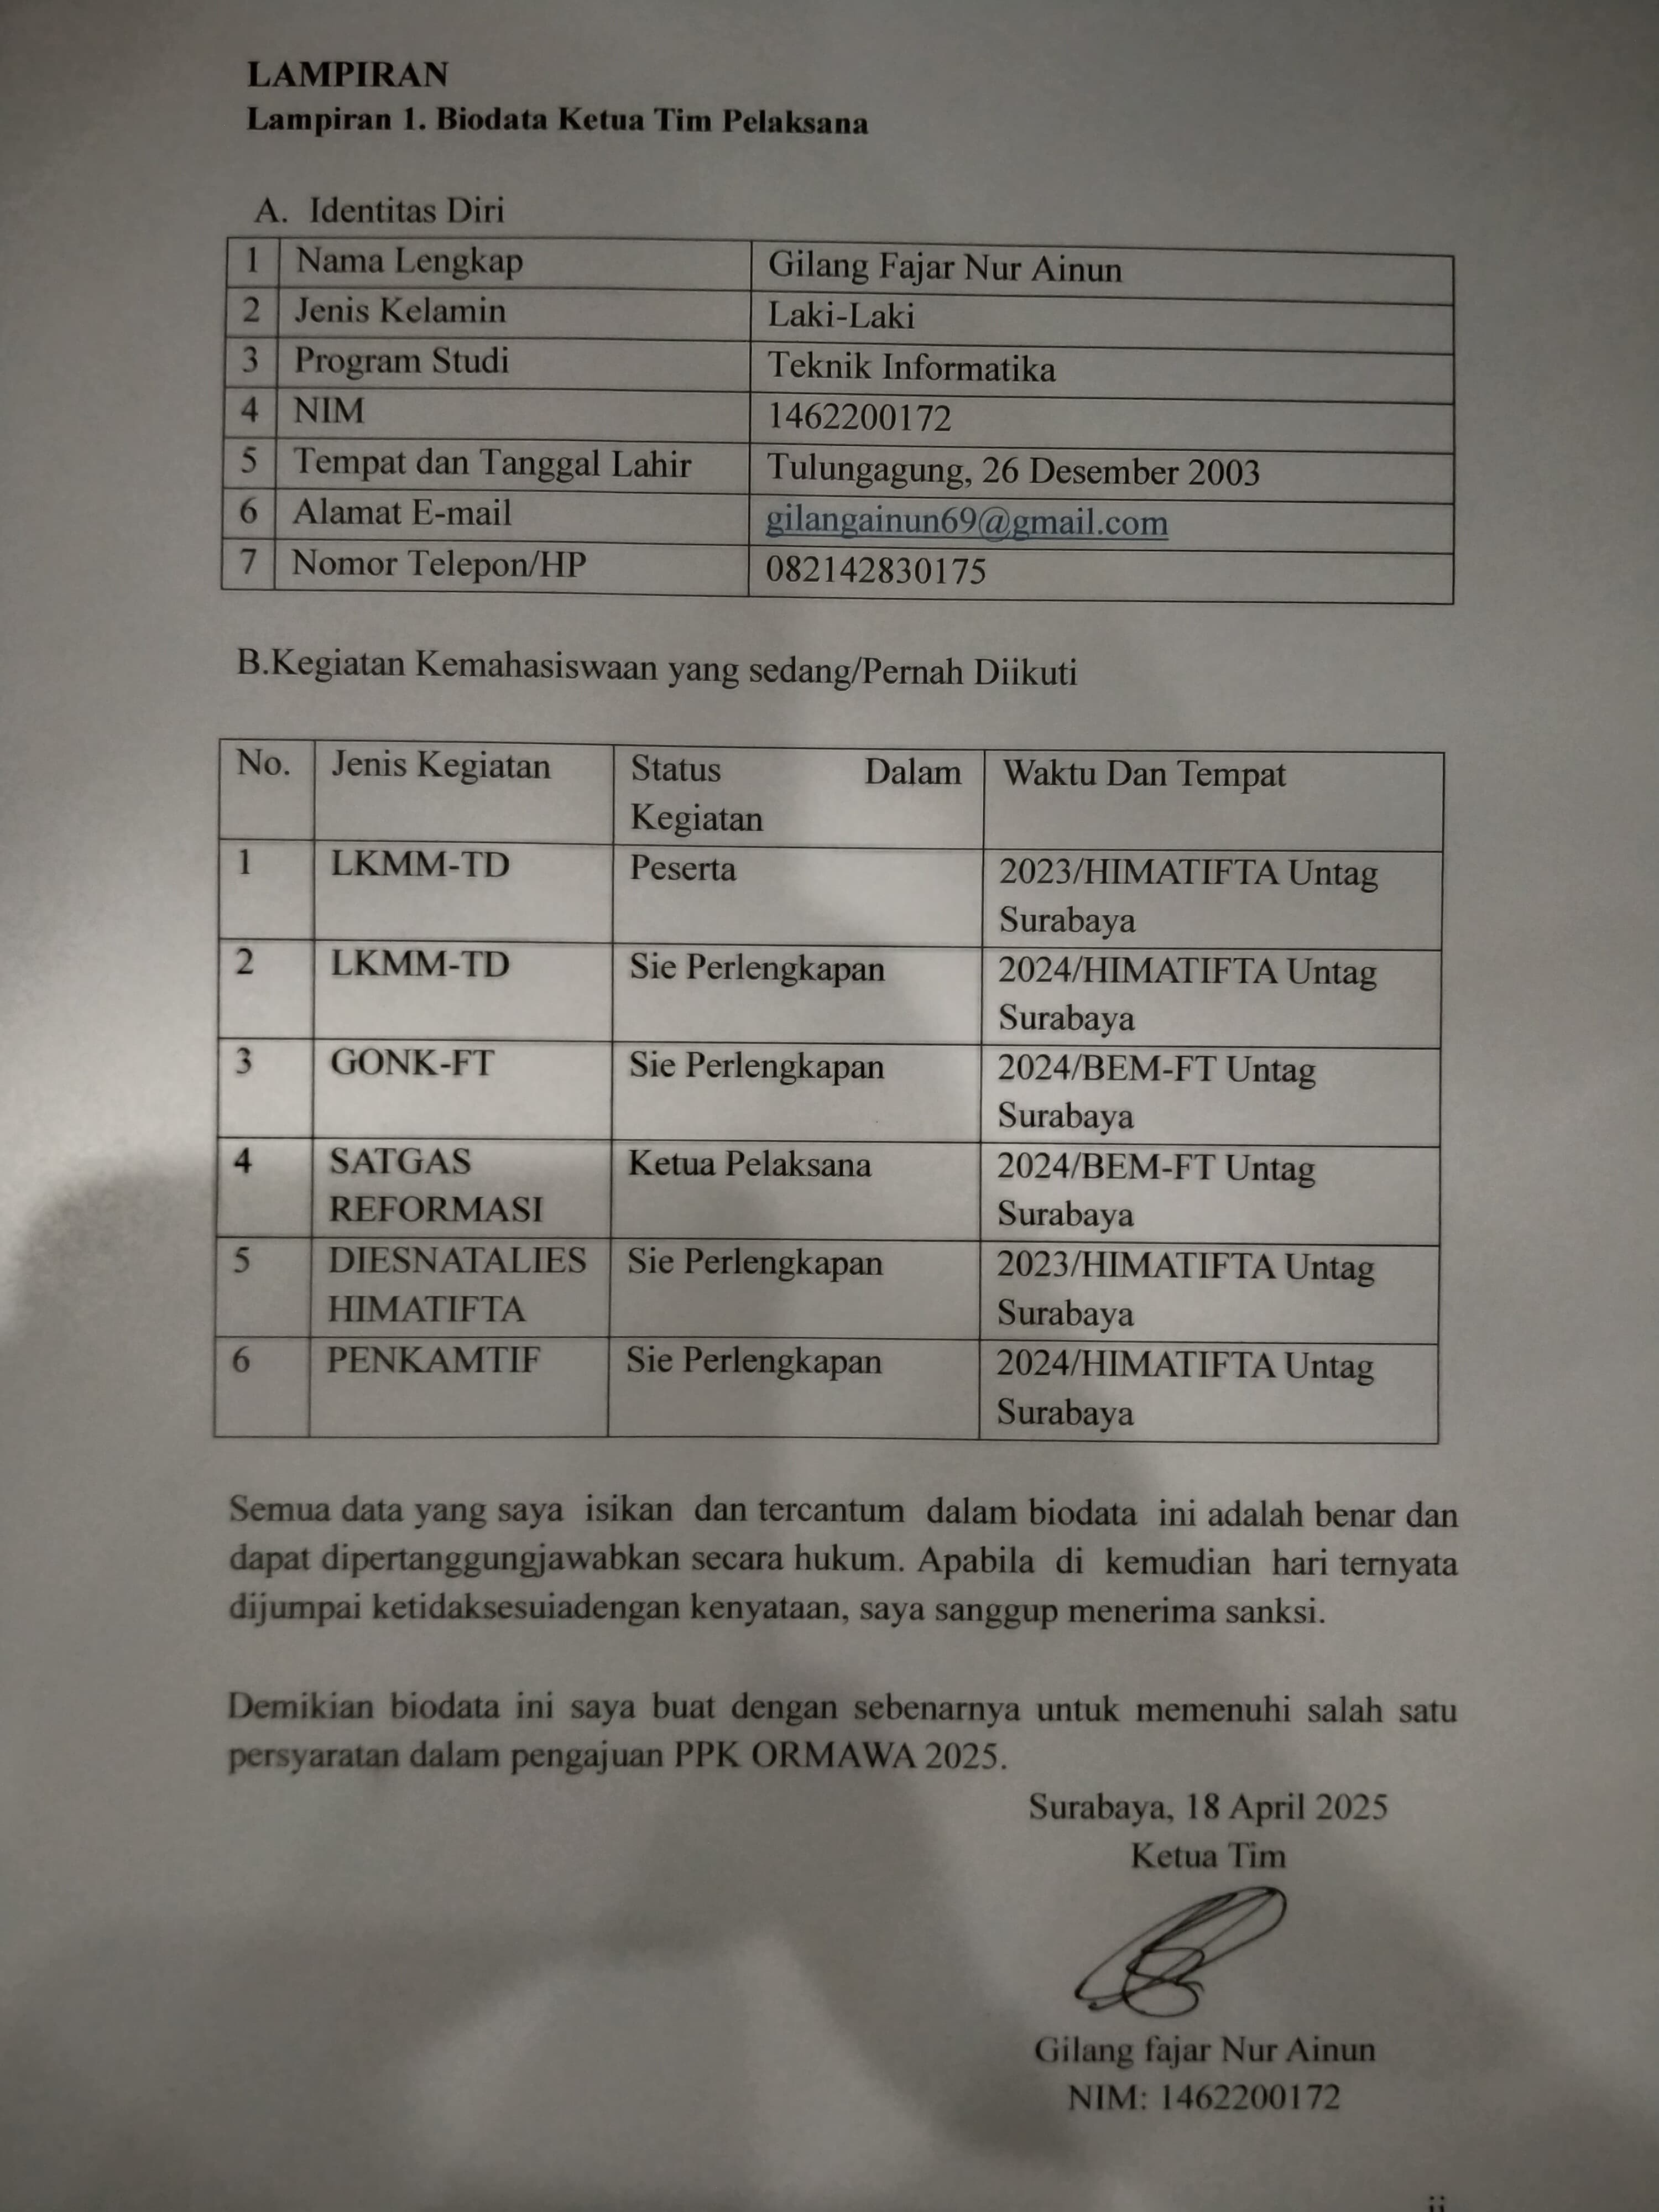 LAMPIRAN
Lampiran 1. Biodata Ketua Tim Pelaksana
A. Identitas Diri
1 Nama Lengkap Gilang Fajar Nur Ainun
2 Jenis Kelamin Laki-Laki
3 Program Studi Teknik Informatika
4 NIM 1462200172
5 Tempat dan Tanggal Lahir Tulungagung, 26 Desember 2003
6 Alamat E-mail gilangainun69@gmail.com
7 Nomor Telepon/HP 082142830175
B.Kegiatan Kemahasiswaan yang sedang/Pernah Diikuti
No. Jenis Kegiatan Status Dalam Waktu Dan Tempat
Kegiatan
1 LKMM-TD Peserta 2023/HIMATIFTA Untag
Surabaya
2 LKMM-TD Sie Perlengkapan 2024/HIMATIFTA Untag
Surabaya
3 GONK-FT Sie Perlengkapan 2024/BEM-FT Untag
Surabaya
4 SATGAS Ketua Pelaksana 2024/BEM-FT Untag
REFORMASI Surabaya
5 DIESNATALIES Sie Perlengkapan 2023/HIMATIFTA Untag
HIMATIFTA Surabaya
6 PENKAMTIF Sie Perlengkapan 2024/HIMATIFTA Untag
Surabaya
Semua data yang saya isikan dan tercantum dalam biodata ini adalah benar dan
dapat dipertanggungjawabkan secara hukum. Apabila di kemudian hari ternyata
dijumpai ketidaksesuiadengan kenyataan, saya sanggup menerima sanksi.
Demikian biodata ini saya buat dengan sebenarnya untuk memenuhi salah satu
persyaratan dalam pengajuan PPK ORMAWA 2025.
Surabaya, 18 April 2025
Ketua Tim
Gilang fajar Nur Ainun
NIM: 1462200172